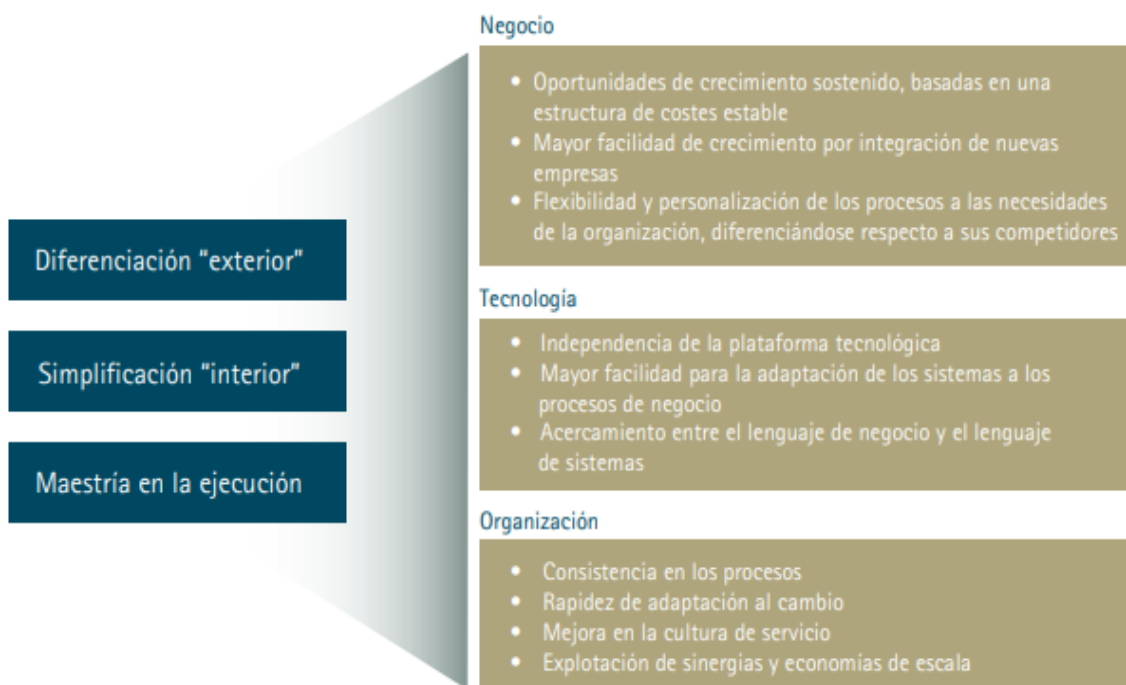 Diferenciación "exterior"
Simplificación "interior"
Maestría en la ejecución
Negocio
• Oportunidades de crecimiento sostenido, basadas en una
estructura de costes estable
• Mayor facilidad de crecimiento por integración de nuevas
empresas
• Flexibilidad y personalización de los procesos a las necesidades
de la organización, diferenciándose respecto a sus competidores
Tecnología
• Independencia de la plataforma tecnológica
• Mayor facilidad para la adaptación de los sistemas a los
procesos de negocio
• Acercamiento entre el lenguaje de negocio y el lenguaje
de sistemas
Organización
• Consistencia en los procesos
• Rapidez de adaptación al cambio
• Mejora en la cultura de servicio
• Explotación de sinergias y economías de escala